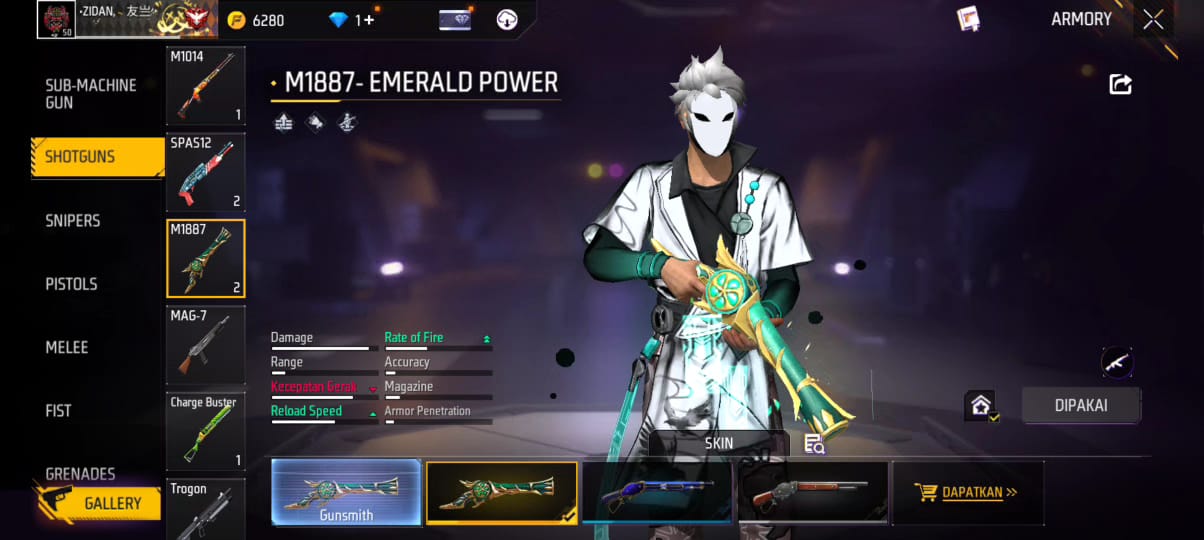 •ZIDAN, 友岂
50
6280
1+
ARMORY
SUB-MACHINE
GUN
SHOTGUNS
SNIPERS
PISTOLS
MELEE
FIST
GRENADES
GALLERY
M1014
1
SPAS12
2
M1887
2
MAG-7
Charge Buster
1
Trogon
M1887- EMERALD POWER
Damage
Rate of Fire
Range
Accuracy
Kecepatan Gerak
Magazine
Reload Speed
Armor Penetration
DIPAKAI
SKIN
Gunsmith
DAPATKAN >>